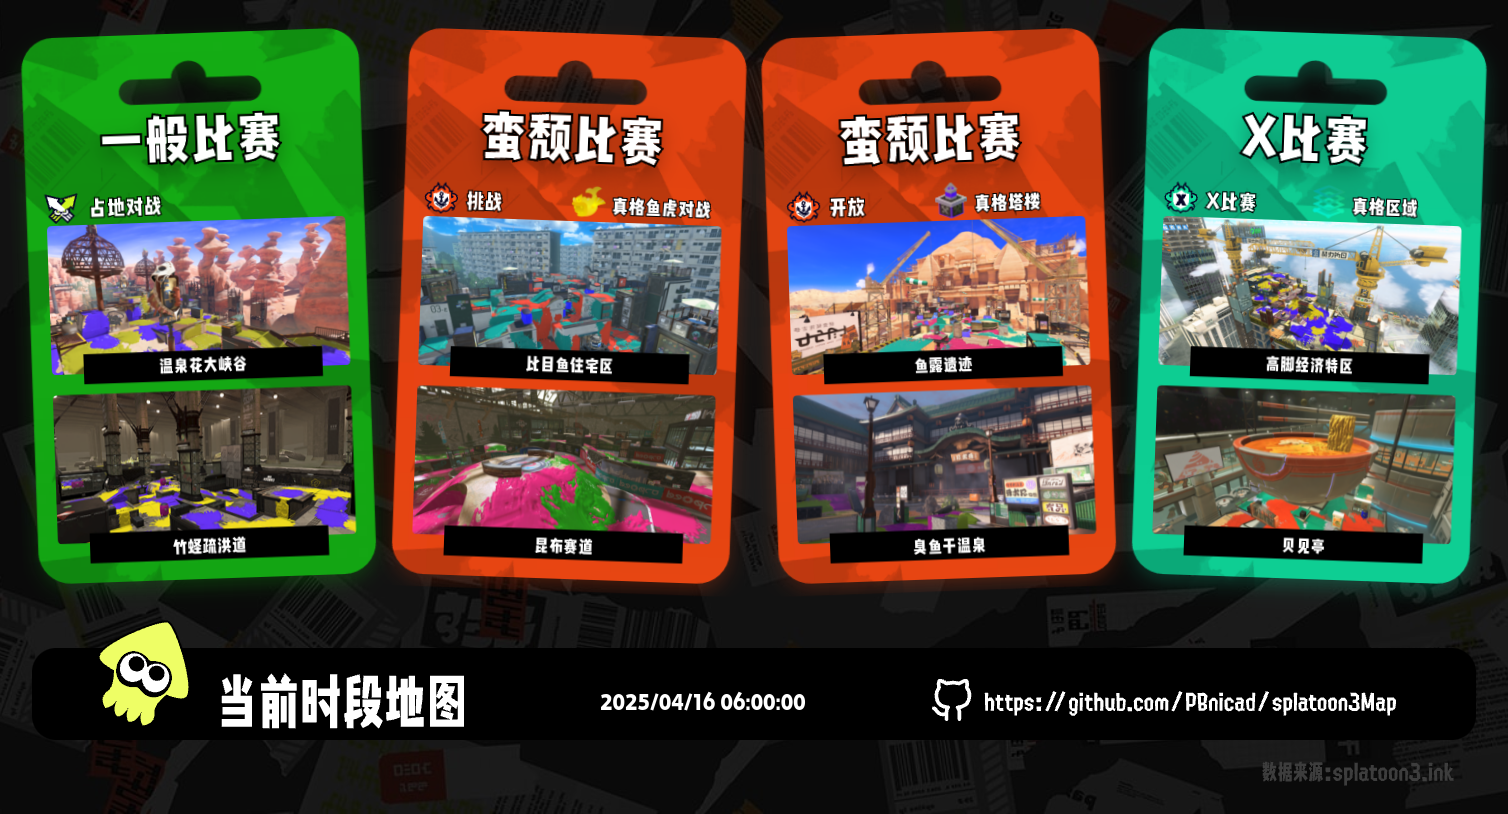 一般比赛
占地对战
温泉花大峡谷
竹蛏疏洪道
蛮颓比赛
挑战
真格鱼虎对战
比目鱼住宅区
昆布赛道
蛮颓比赛
开放
真格塔楼
鱼露遗迹
臭鱼干温泉
X比赛
X比赛
真格区域
高脚经济特区
贝见亭
当前时段地图
2025/04/16 06:00:00
https://github.com/PBnicad/splatoon3Map
数据来源:splatoon3.ink